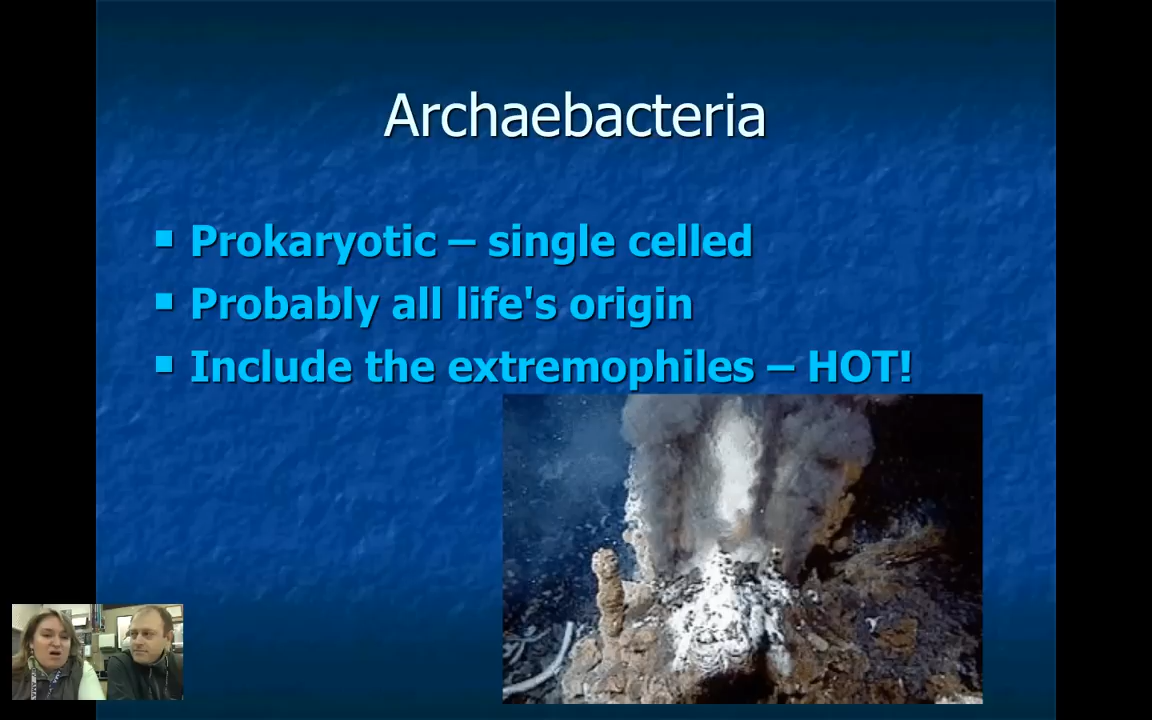 Archaebacteria
Prokaryotic – single celled
Probably all life's origin
Include the extremophiles – HOT!